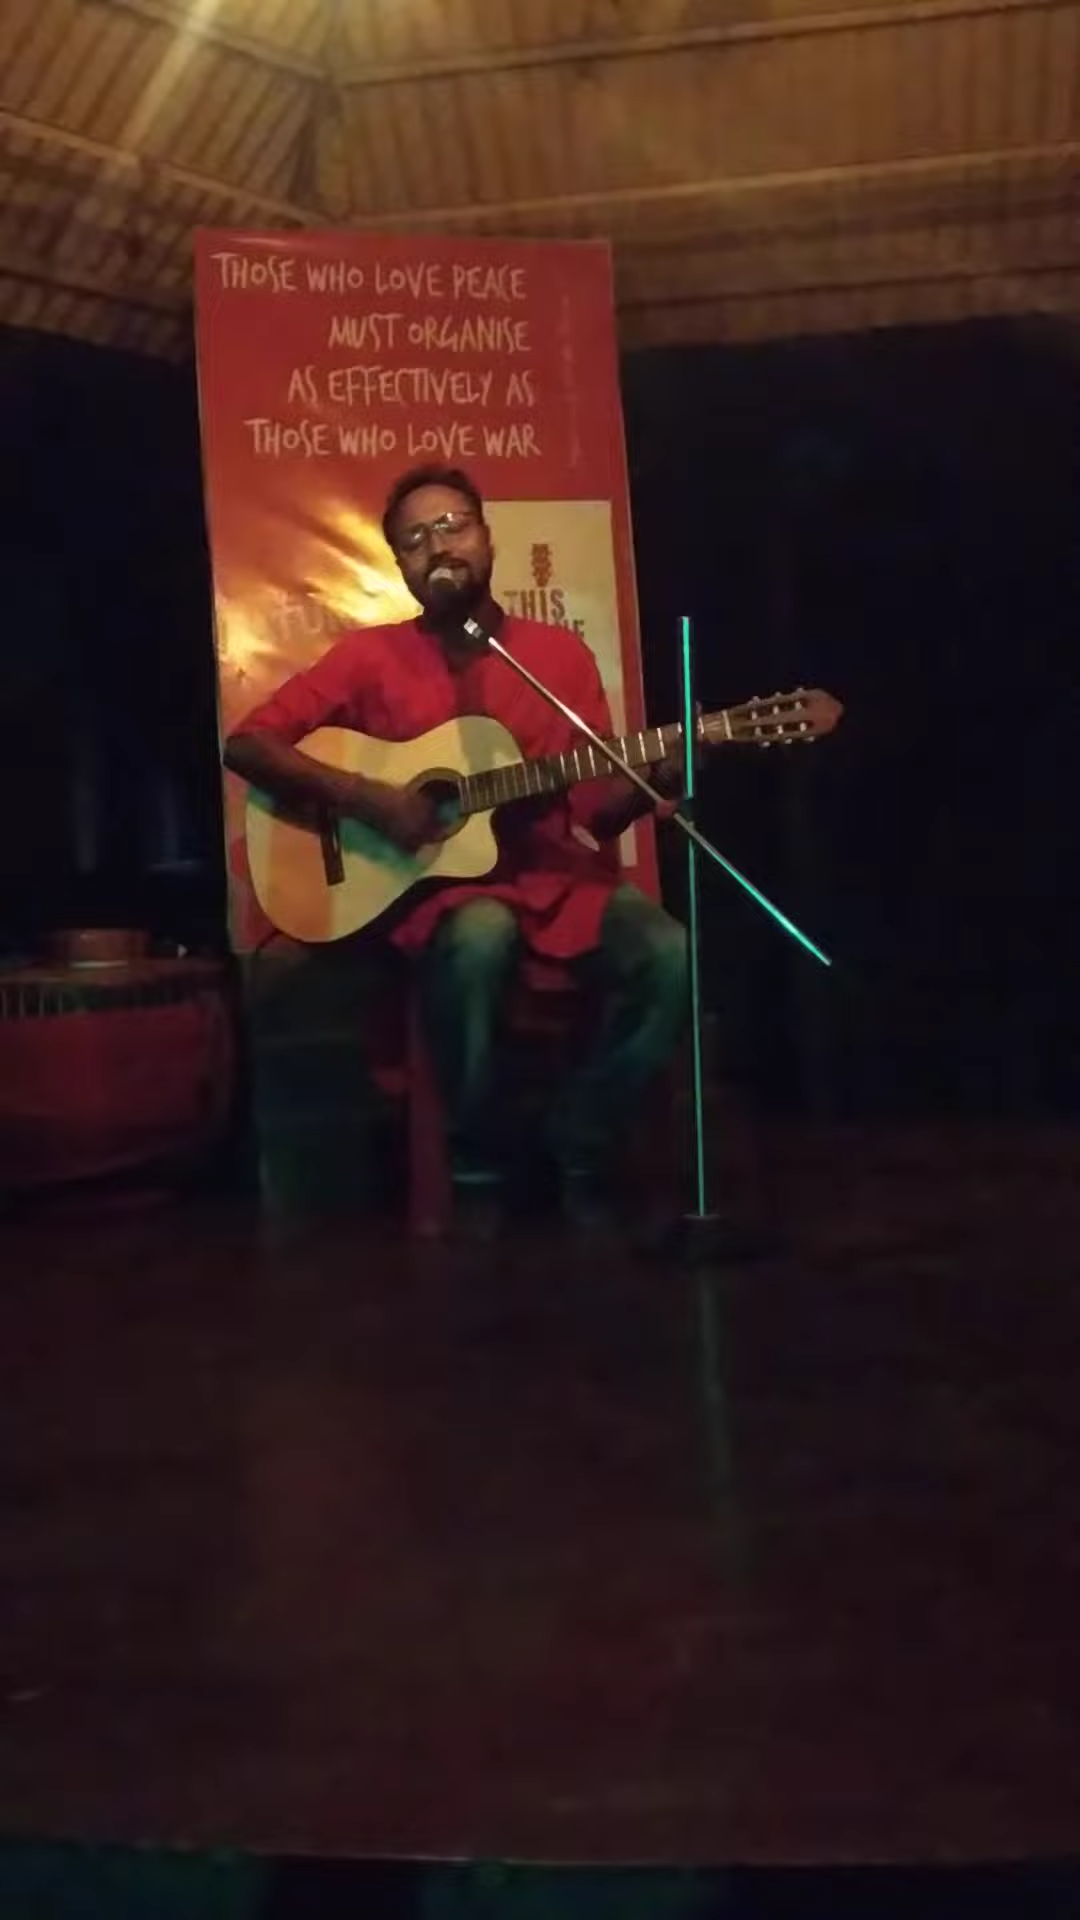 THOSE WHO LOVE PEACE
MUST ORGANISE
AS EFFECTIVELY AS
THOSE WHO LOVE WAR
THIS